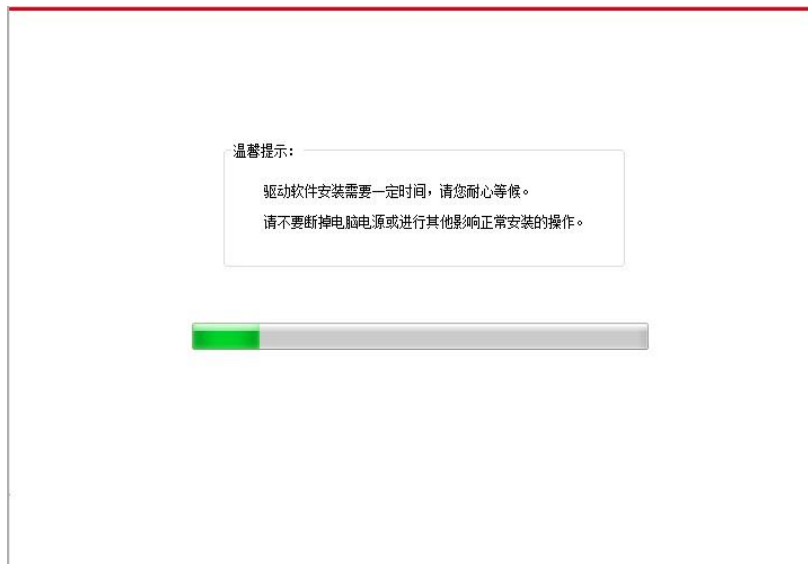 温馨提示：
驱动软件安装需要一定时间，请您耐心等候。
请不要断掉电脑电源或进行其他影响正常安装的操作。